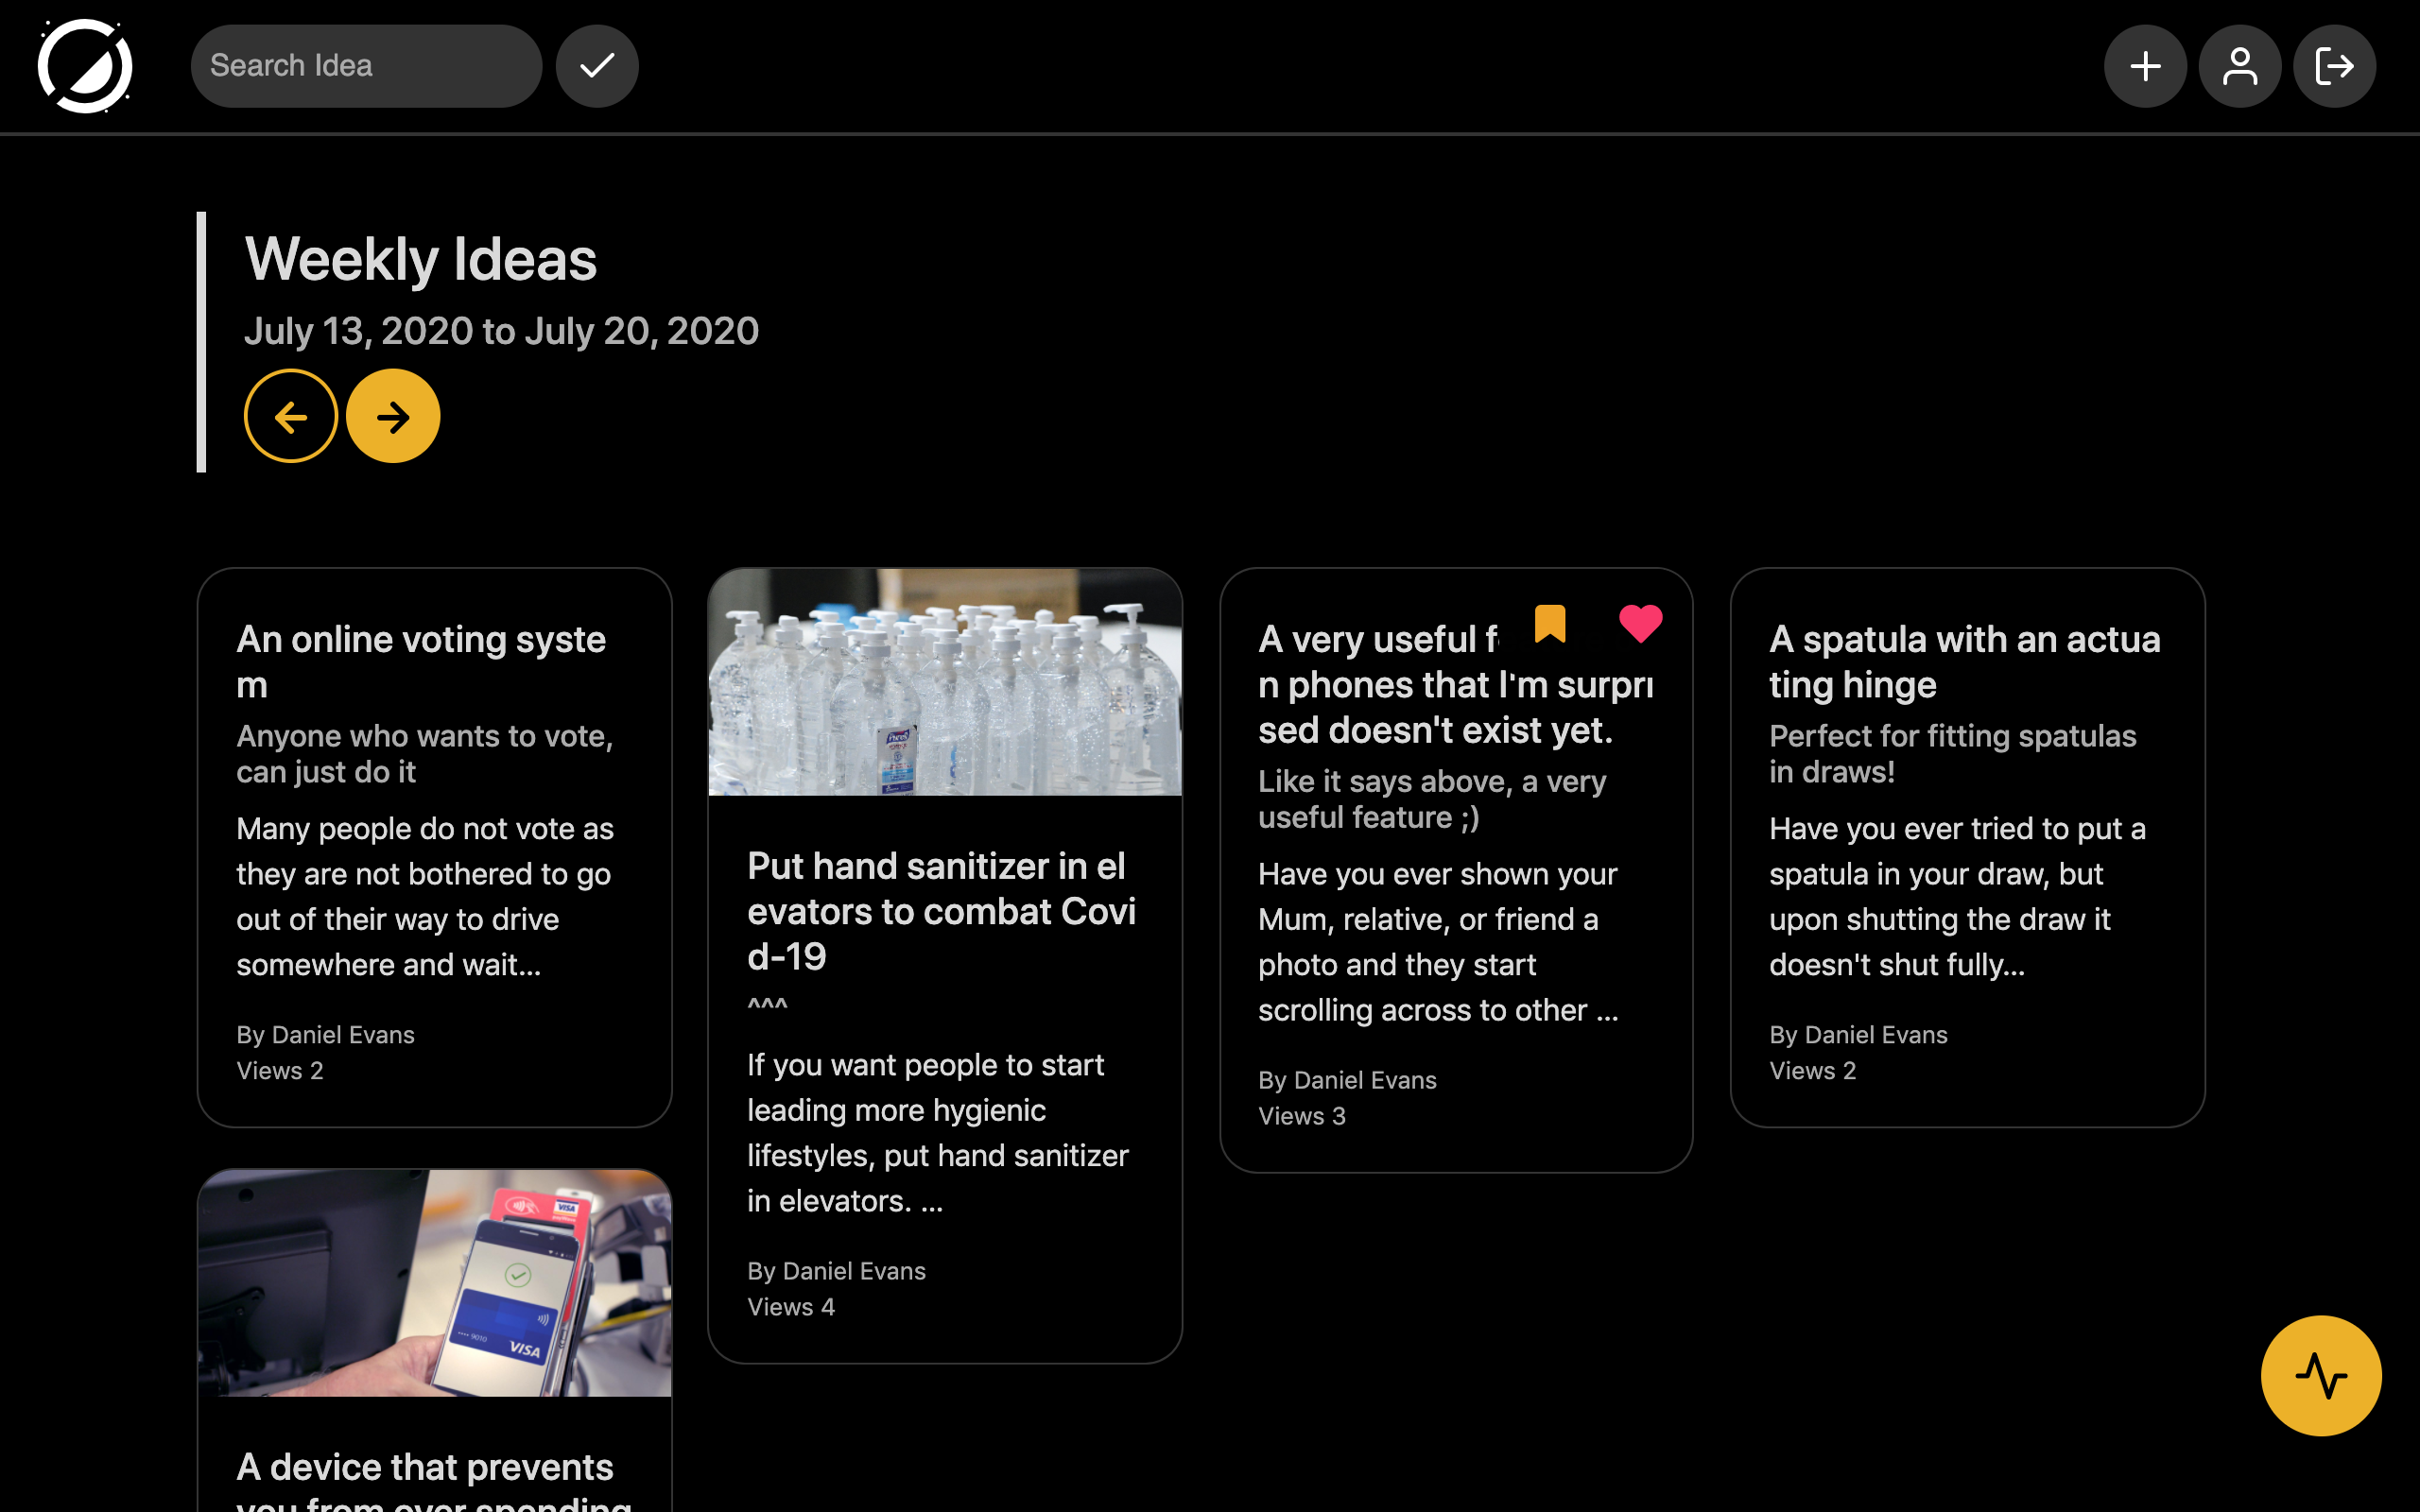 Search Idea
Weekly Ideas
July 13, 2020 to July 20, 2020
An online voting syste
m
Anyone who wants to vote,
can just do it
Many people do not vote as
they are not bothered to go
out of their way to drive
somewhere and wait...
By Daniel Evans
Views 2
Put hand sanitizer in el
evators to combat Covi
d-19
^^^
If you want people to start
leading more hygienic
lifestyles, put hand sanitizer
in elevators. ...
By Daniel Evans
Views 4
A very useful
n phones that I'm surpri
sed doesn't exist yet.
Like it says above, a very
useful feature ;)
Have you ever shown your
Mum, relative, or friend a
photo and they start
scrolling across to other ...
By Daniel Evans
Views 3
A spatula with an actua
ting hinge
Perfect for fitting spatulas
in draws!
Have you ever tried to put a
spatula in your draw, but
upon shutting the draw it
doesn't shut fully...
By Daniel Evans
Views 2
VISA
9010
VISA
A device that prevents
you from ever spending